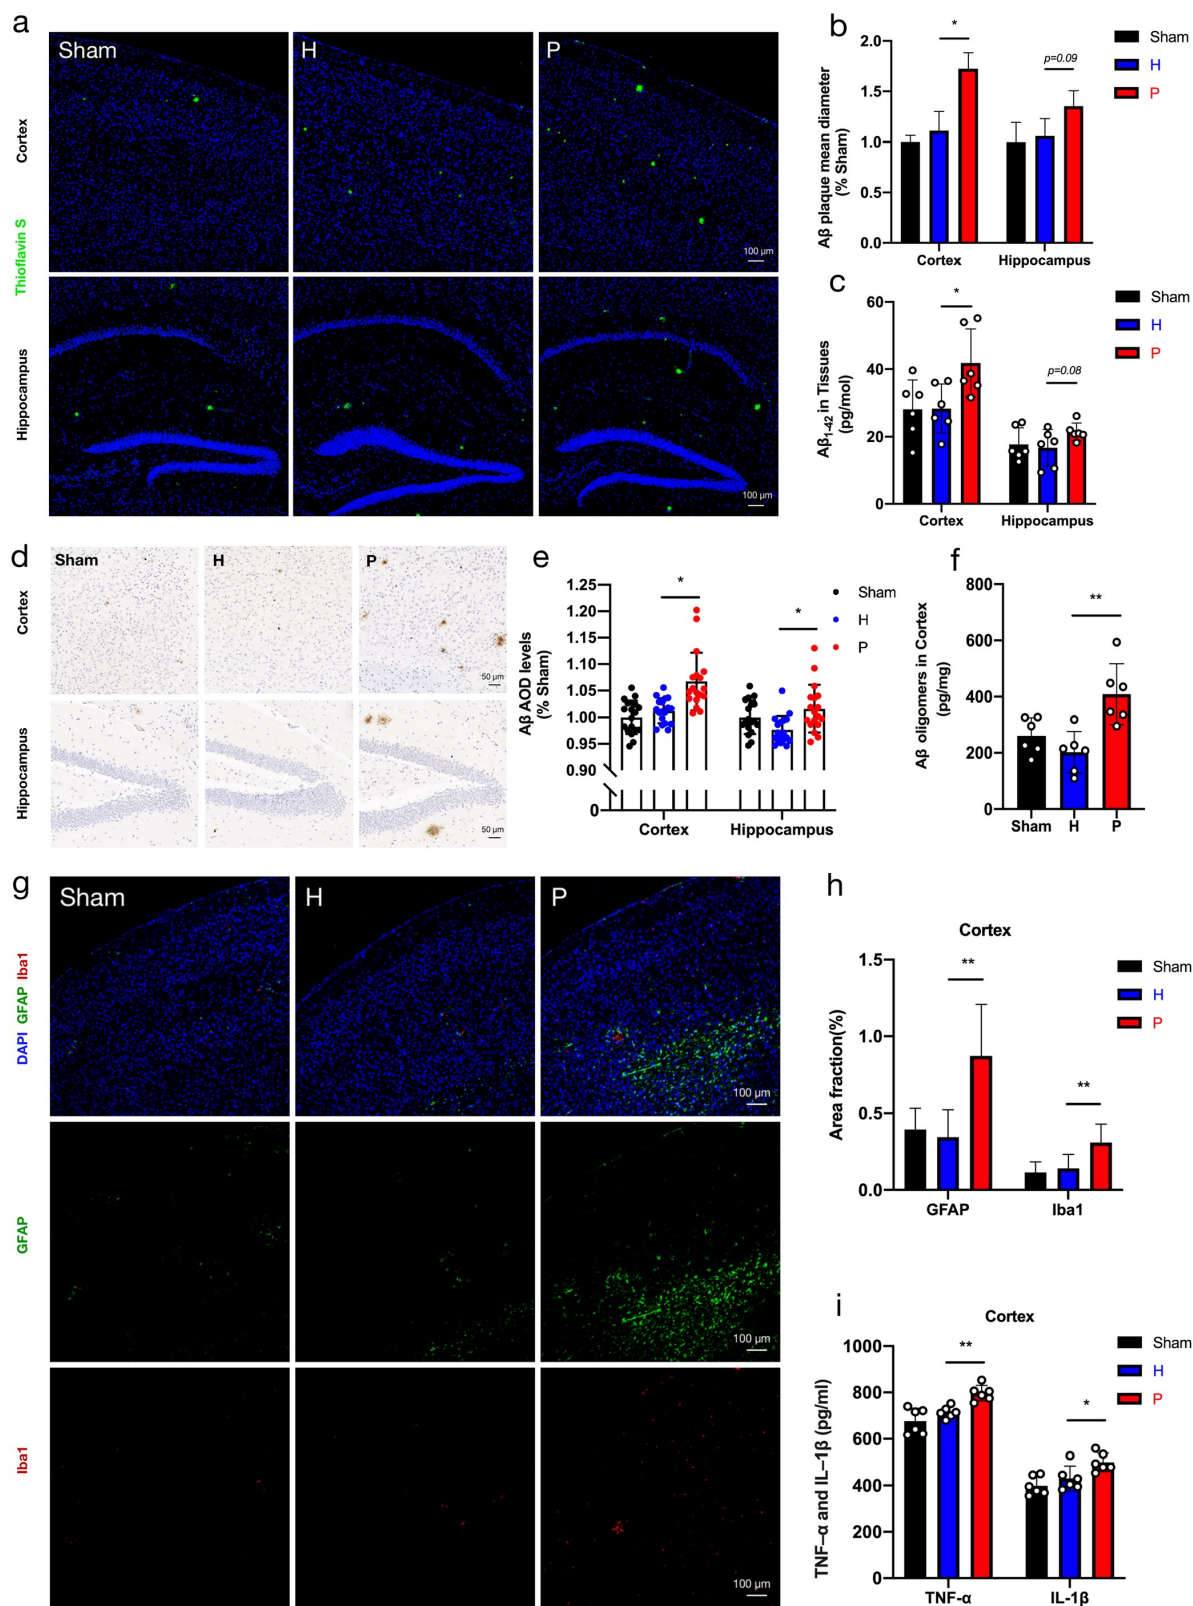 a
Sham
H
P
Cortex
Thioflavin S
Hippocampus
100 µm
100 µm
b
Aβ plaque mean diameter
(% Sham)
2.0
1.5
1.0
0.5
0.0
*
p=0.09
Cortex
Hippocampus
Sham
H
P
c
Aβ1-42 in Tissues
(pg/mol)
60
40
20
0
*
p=0.08
Cortex
Hippocampus
Sham
H
P
d
Sham
H
P
Cortex
Hippocampus
50 µm
50 µm
e
Aβ AOD levels
(% Sham)
1.25
1.20
1.15
1.10
1.05
1.00
0.95
0.90
0
*
*
Cortex
Hippocampus
Sham
H
P
f
Aβ oligomers in Cortex
(pg/mg)
800
600
400
200
0
**
Sham
H
P
g
Sham
H
P
DAPI GFAP Iba1
GFAP
Iba1
100 µm
100 µm
100 µm
h
Cortex
Area fraction(%)
1.5
1.0
0.5
0.0
**
**
GFAP
Iba1
Sham
H
P
i
Cortex
TNF–α and IL–1β (pg/ml)
1000
800
600
400
200
0
**
*
TNF-α
IL-1β
Sham
H
P